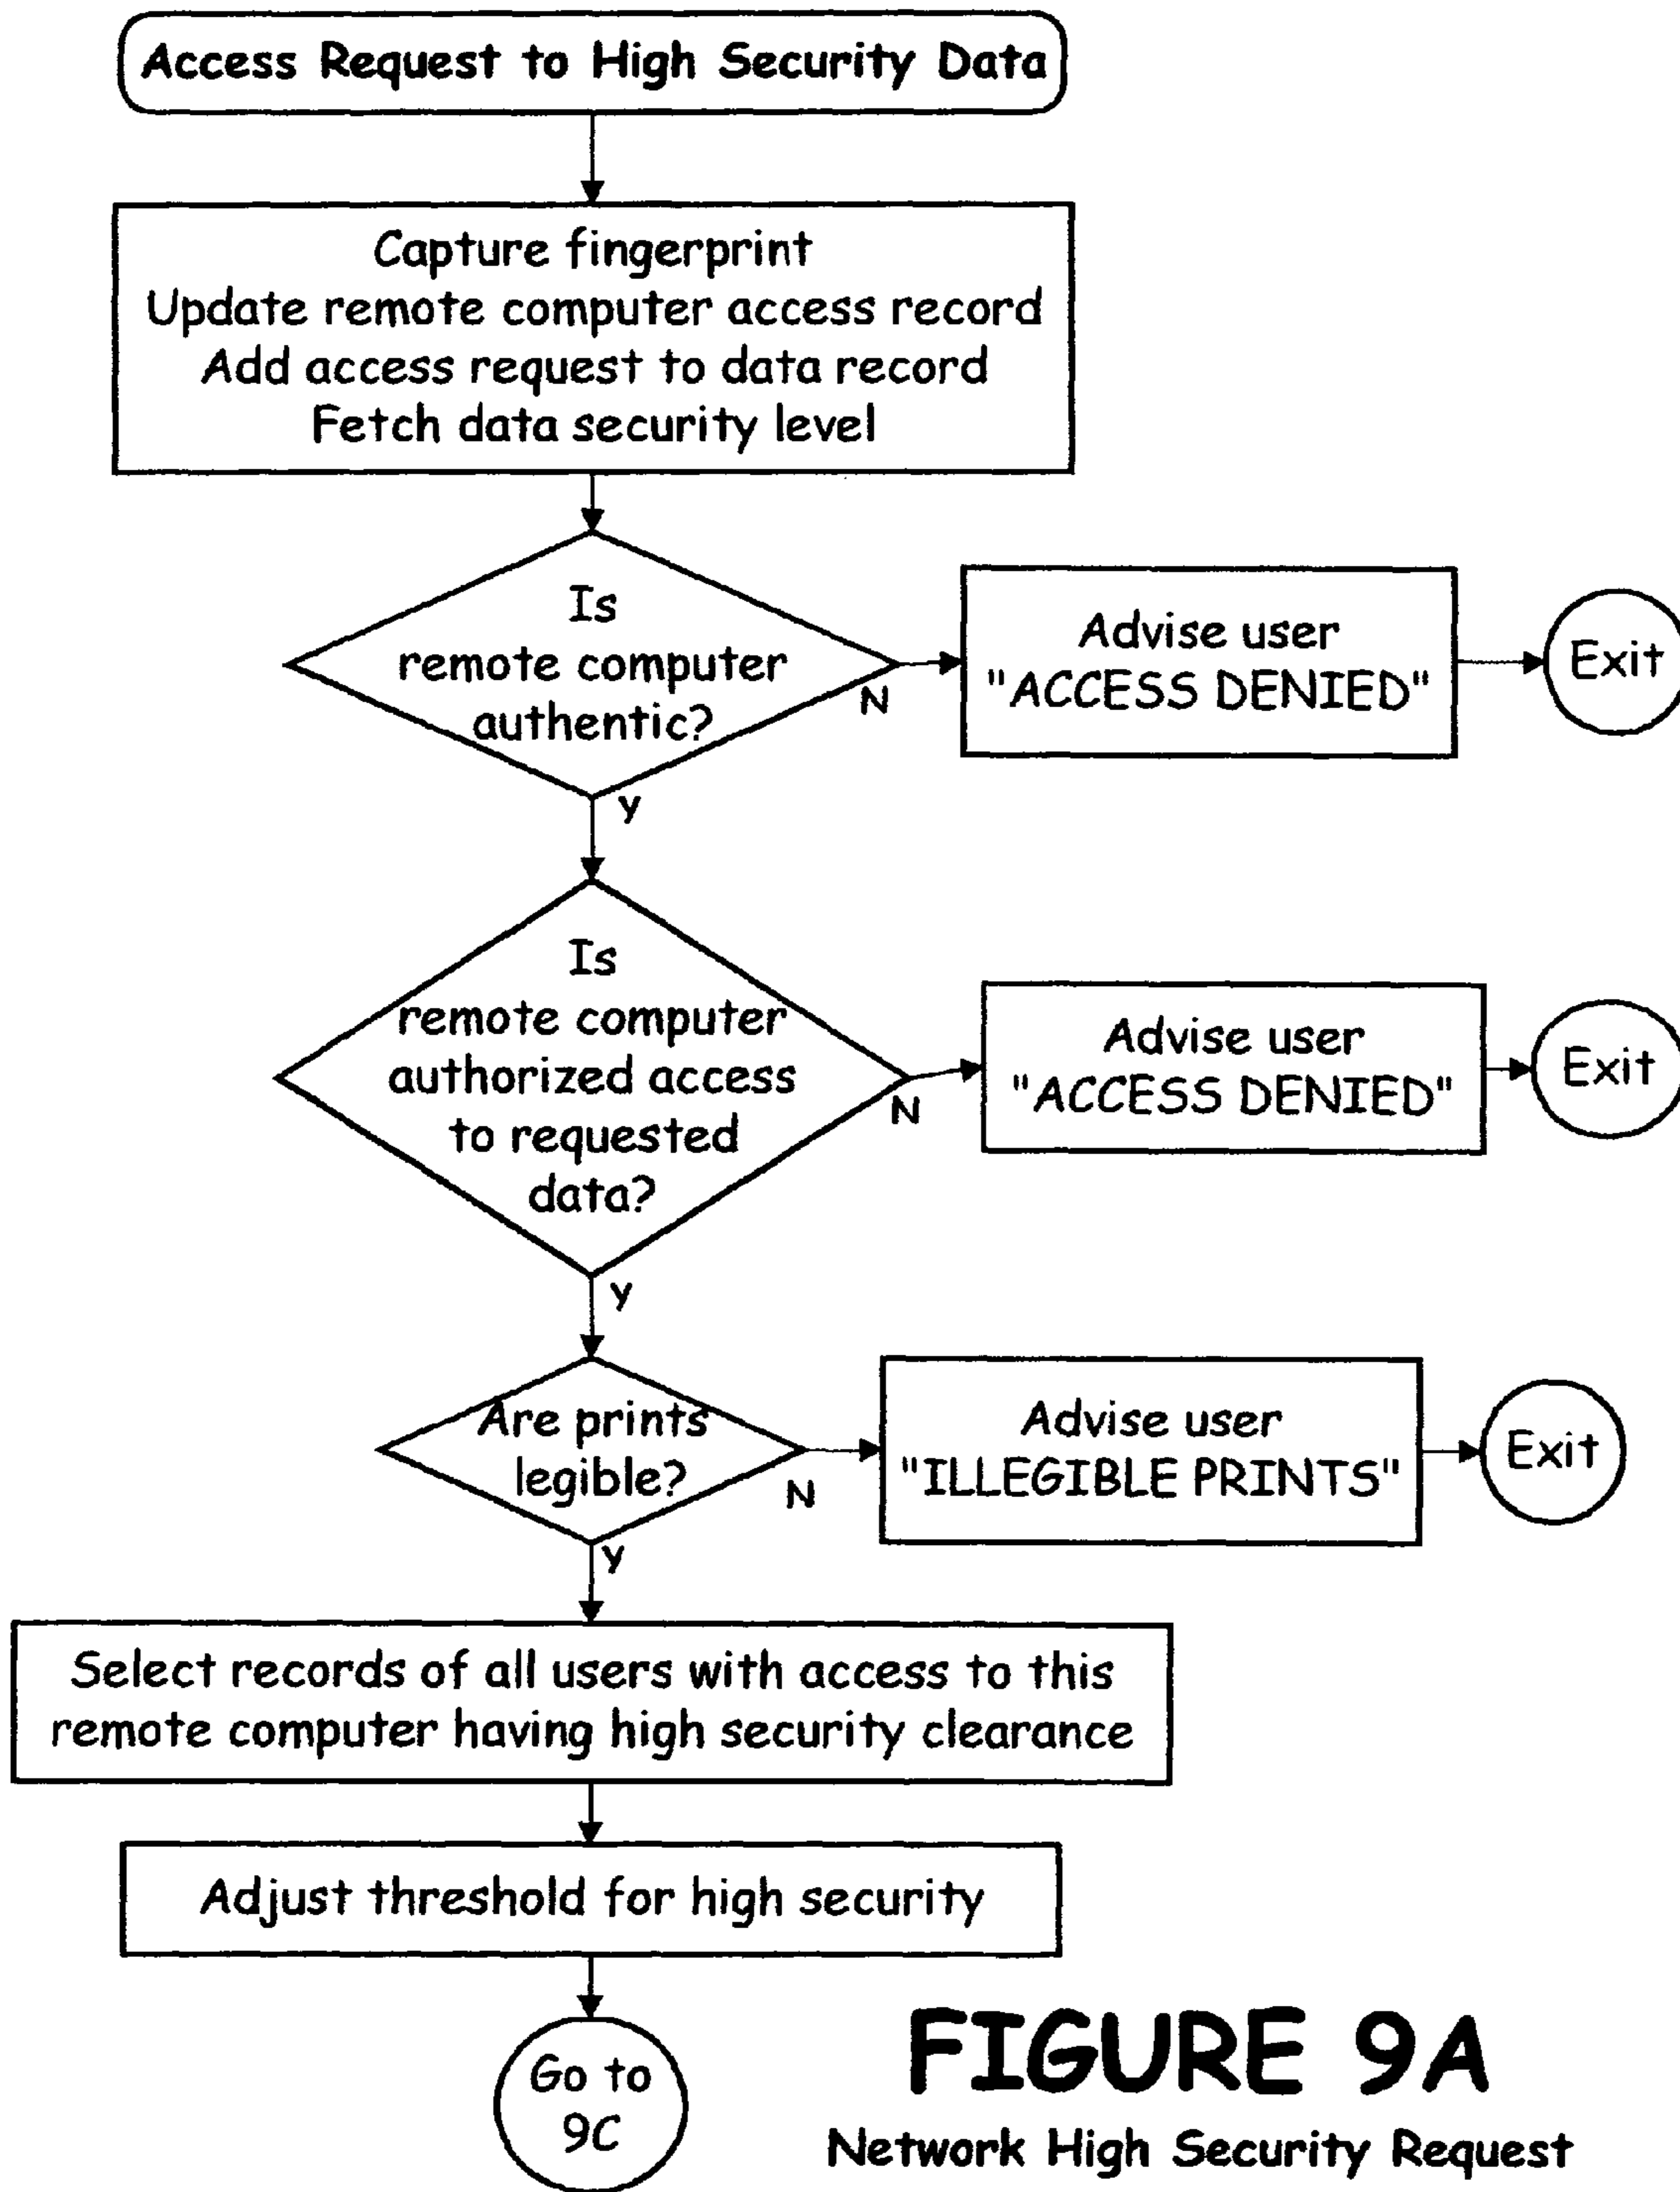 Access Request to High Security Data
Capture fingerprint
Update remote computer access record
Add access request to data record
Fetch data security level
Is
remote computer
authentic?
N
Advise user
"ACCESS DENIED"
Exit
y
Is
remote computer
authorized access
to requested
data?
N
Advise user
"ACCESS DENIED"
Exit
y
Are prints
legible?
N
Advise user
"ILLEGIBLE PRINTS"
Exit
y
Select records of all users with access to this
remote computer having high security clearance
Adjust threshold for high security
Go to
9C
FIGURE 9A
Network High Security Request